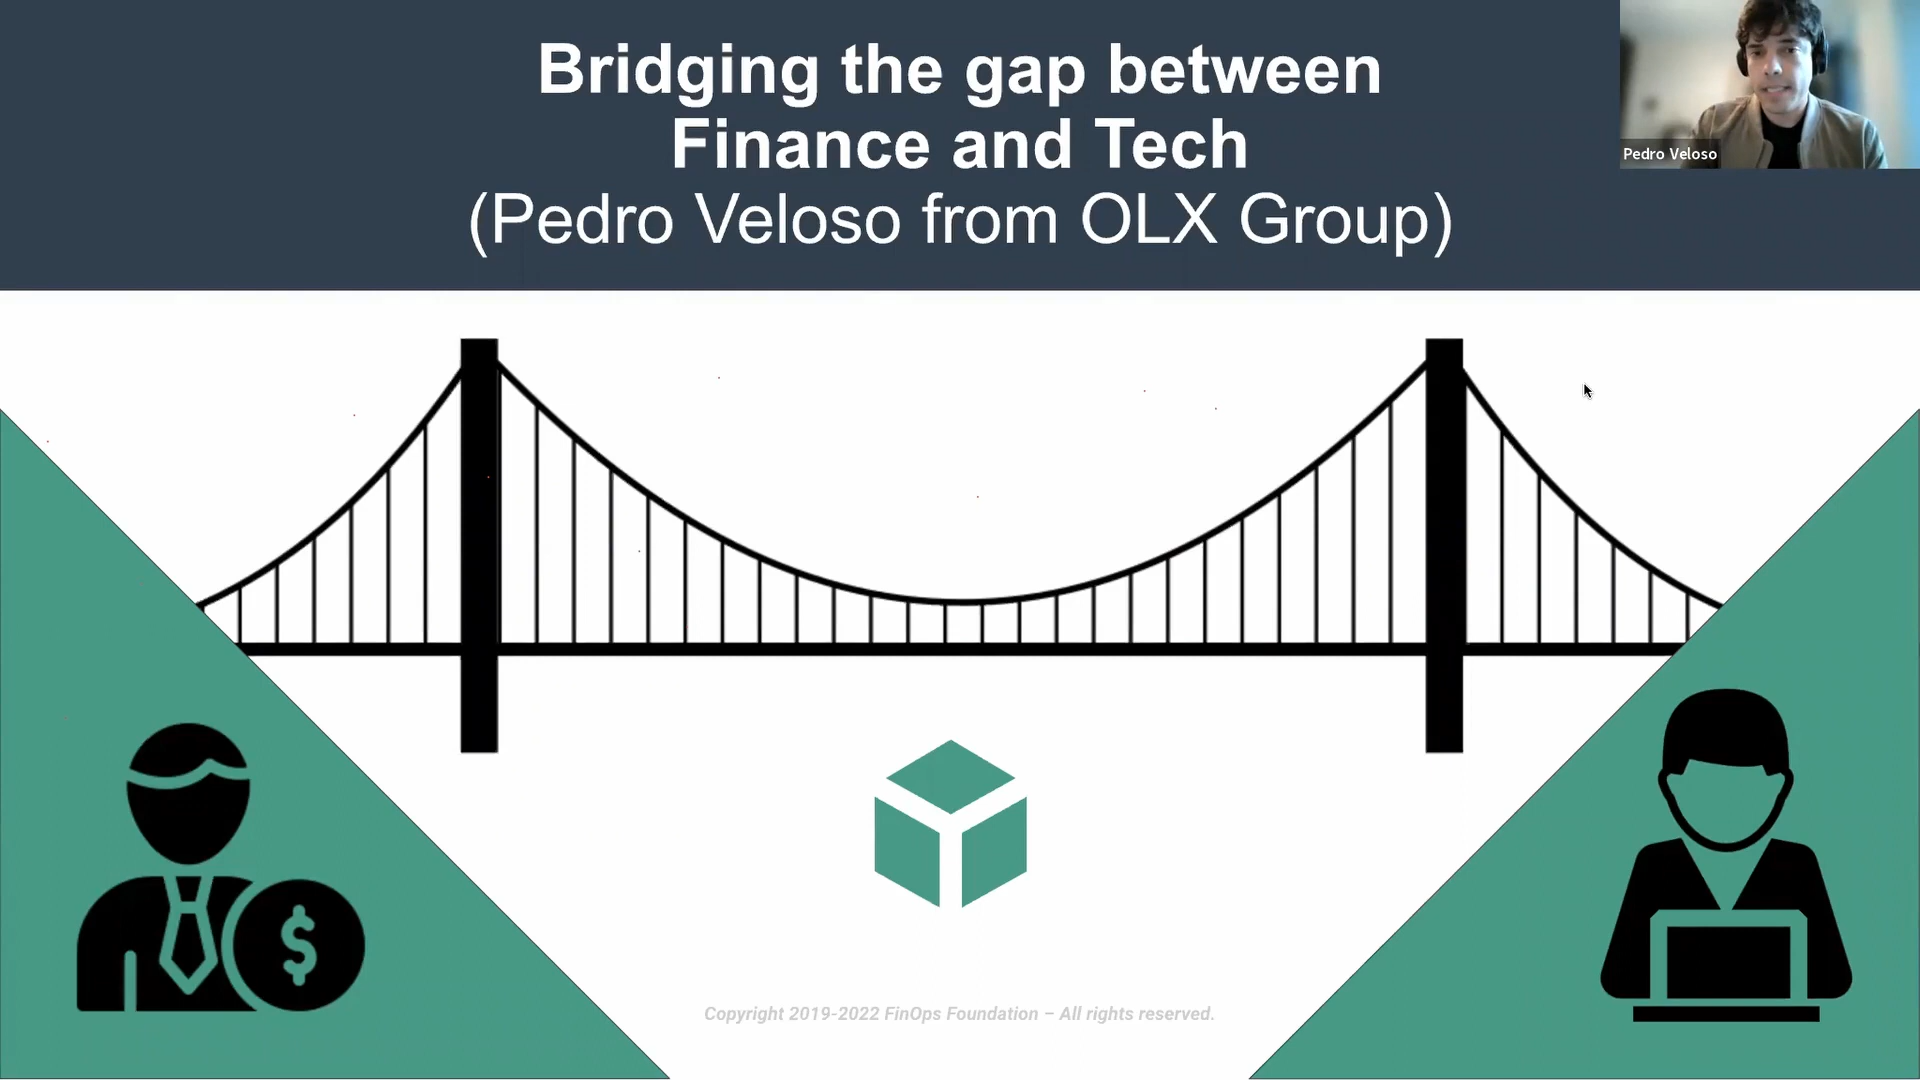 Bridging the gap between
Finance and Tech
(Pedro Veloso from OLX Group)
Pedro Veloso
$
Copyright 2019-2022 FinOps Foundation – All rights reserved.